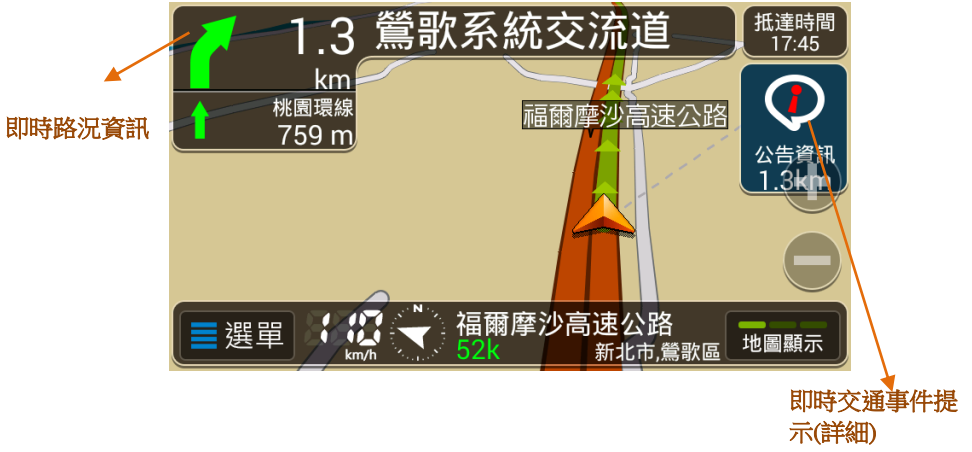 1.3
km
鶯歌系統交流道
抵達時間
17:45
桃園環線
759 m
即時路況資訊
福爾摩沙高速公路
公告資訊
1.3km
選單
110
km/h
N
福爾摩沙高速公路
52k
新北市,鶯歌區
地圖顯示
即時交通事件提
示(詳細)